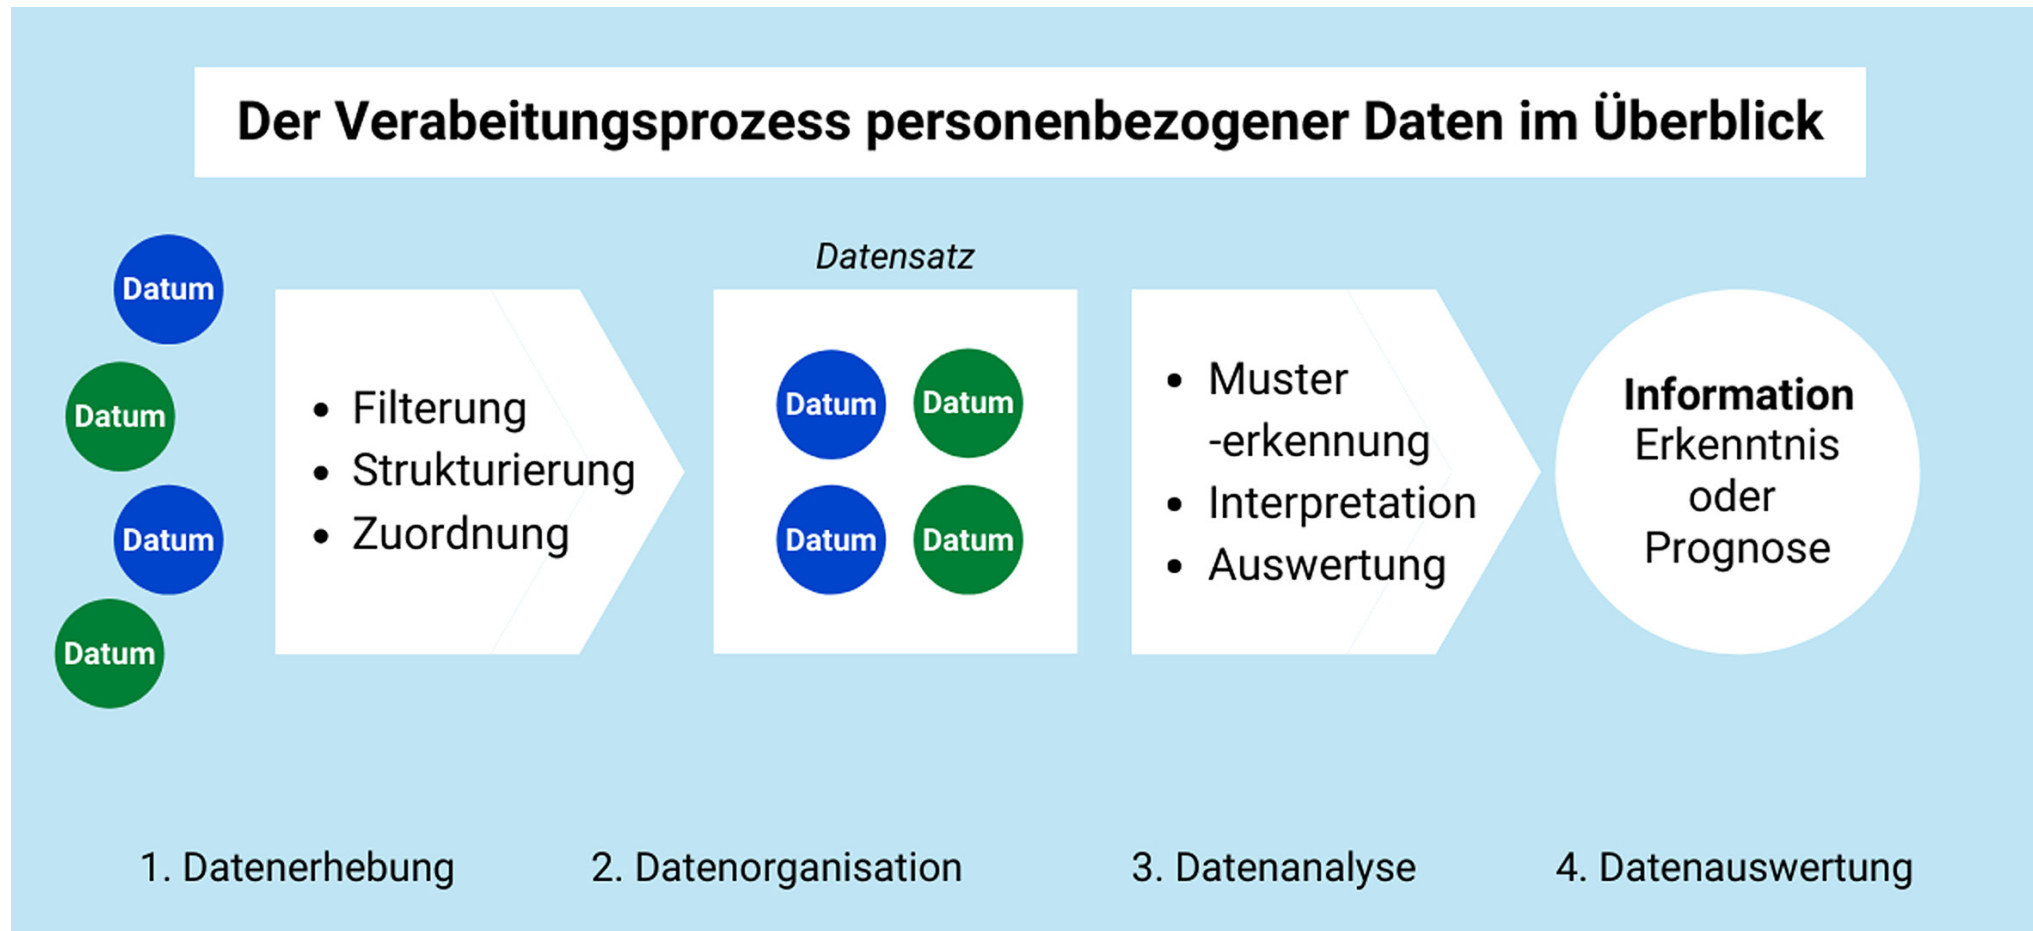 Der Verabeitungsprozess personenbezogener Daten im Überblick
Datum
Datum
Datum
Datum
• Filterung
• Strukturierung
• Zuordnung
Datensatz
Datum Datum
Datum Datum
• Muster
-erkennung
• Interpretation
• Auswertung
Information
Erkenntnis
oder
Prognose
1. Datenerhebung
2. Datenorganisation
3. Datenanalyse
4. Datenauswertung